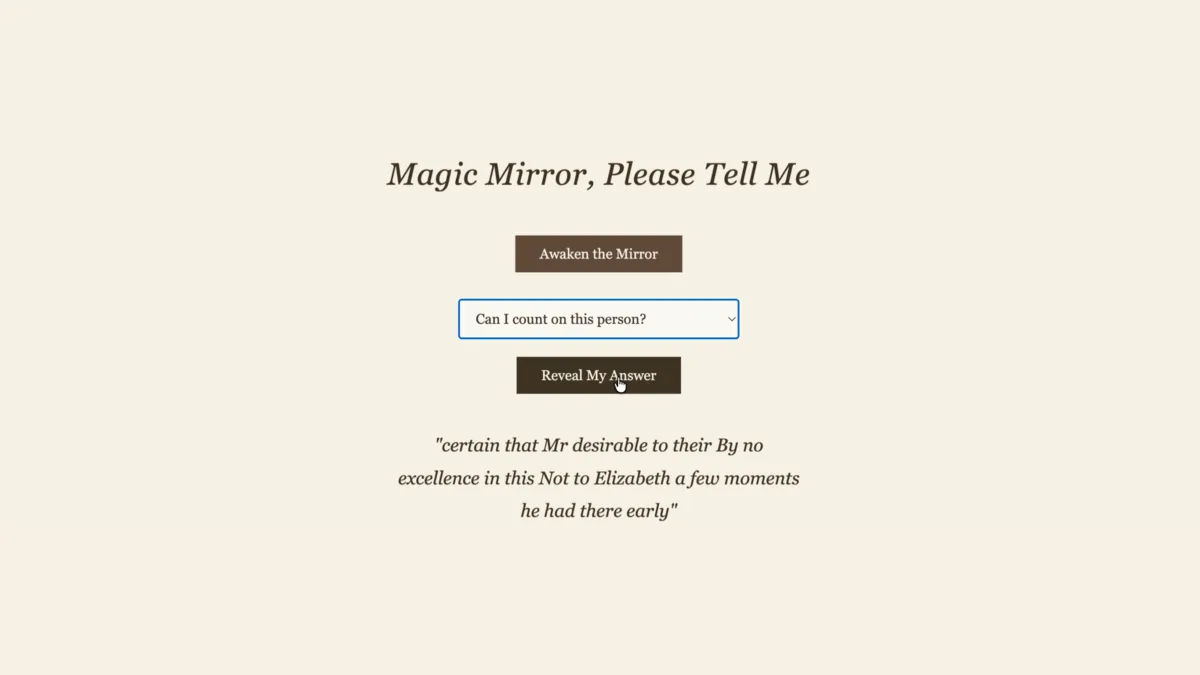 Magic Mirror, Please Tell Me
Awaken the Mirror
Can I count on this person?
Reveal My Answer
"certain that Mr desirable to their By no
excellence in this Not to Elizabeth a few moments
he had there early"